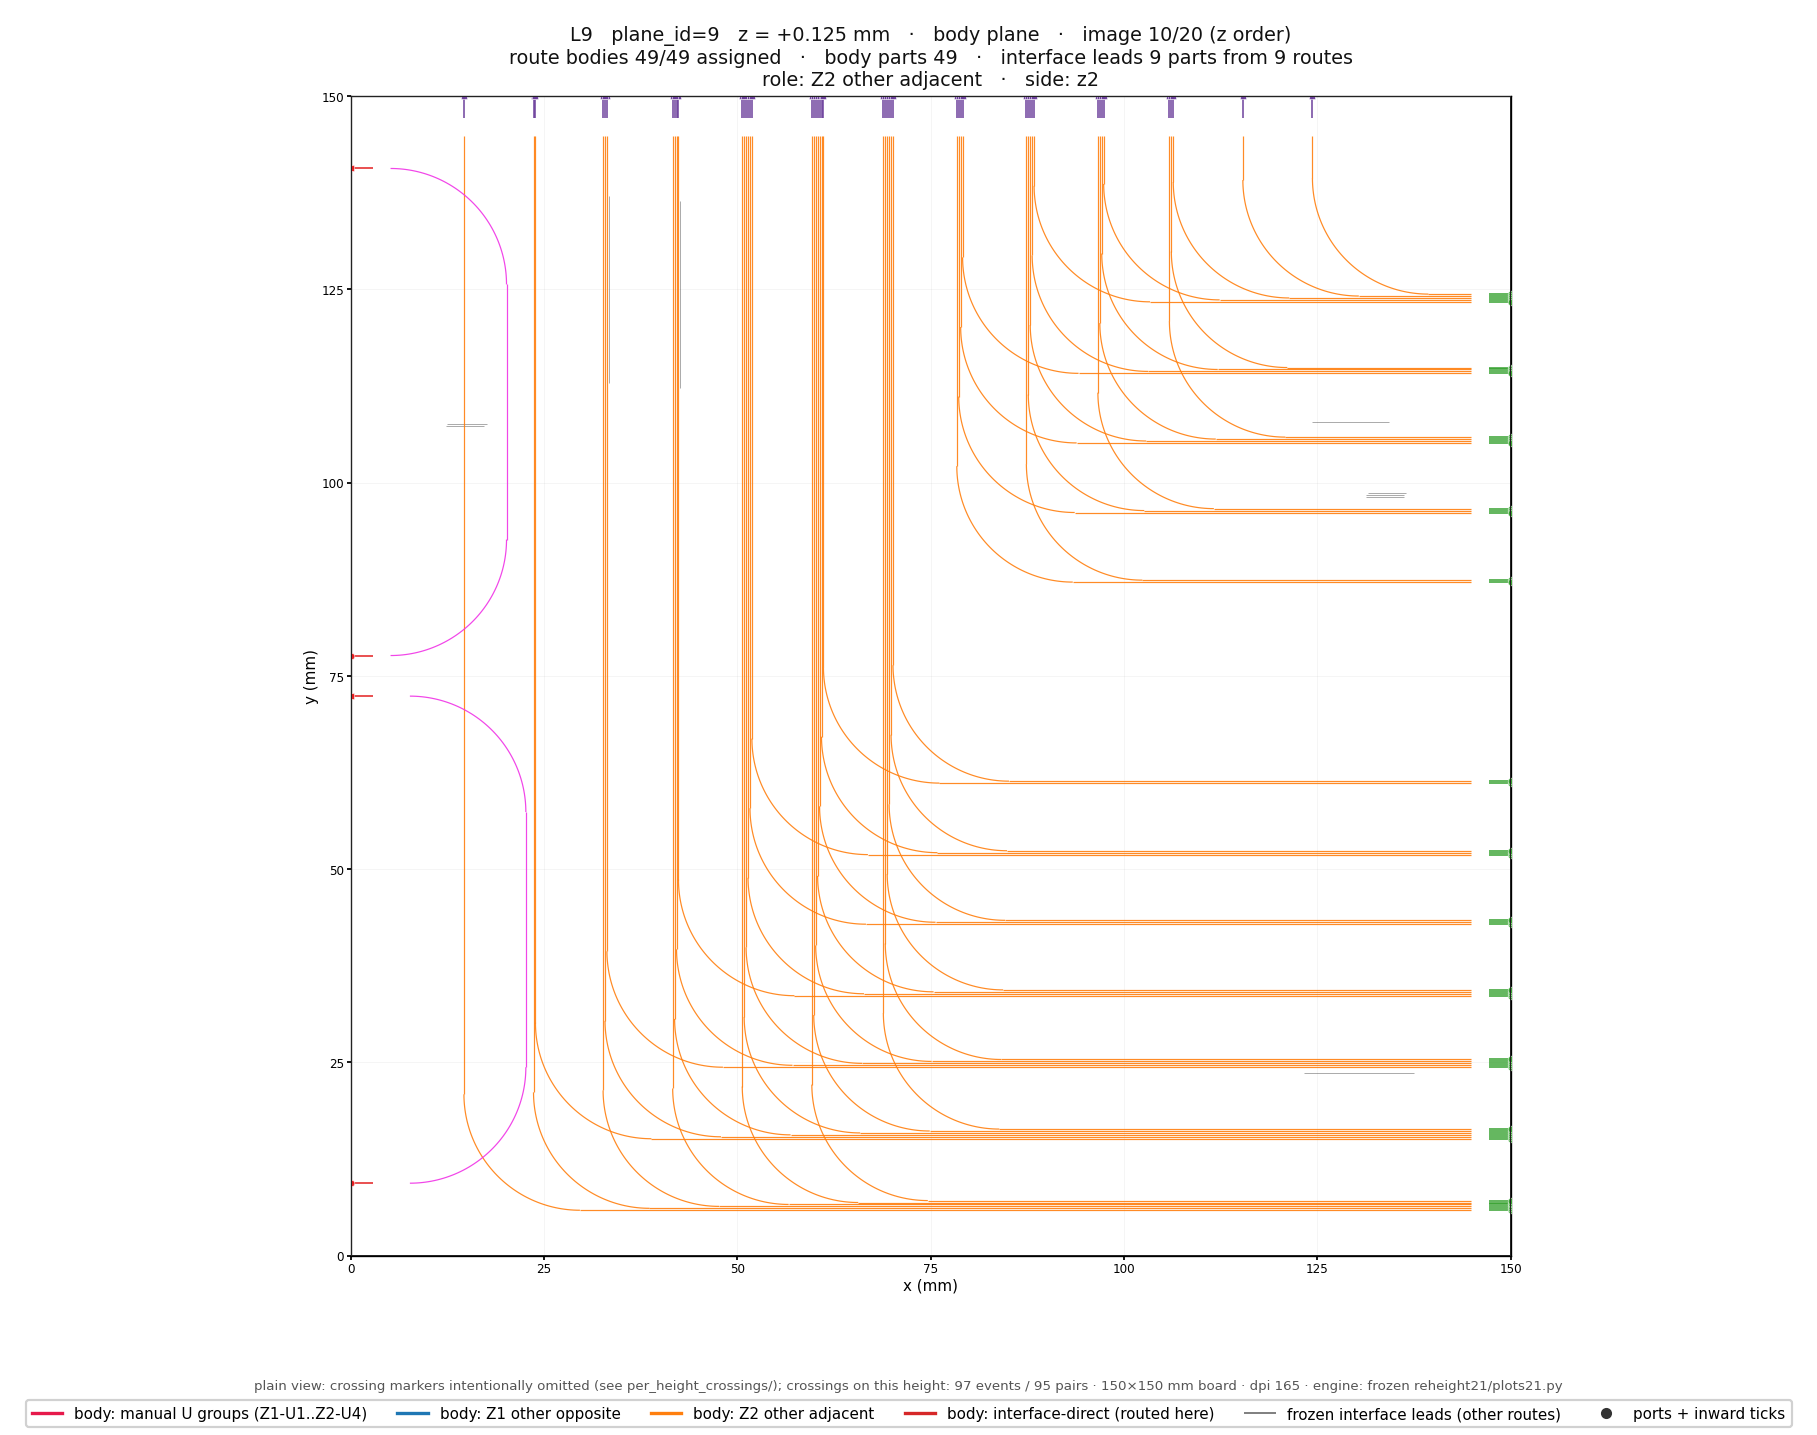 L9   plane_id=9   z = +0.125 mm   ·   body plane   ·   image 10/20 (z order)
route bodies 49/49 assigned   ·   body parts 49   ·   interface leads 9 parts from 9 routes
role: Z2 other adjacent   ·   side: z2
150
125
100
75
50
25
0
y (mm)
0 25 50 75 100 125 150
x (mm)
plain view: crossing markers intentionally omitted (see per_height_crossings/); crossings on this height: 97 events / 95 pairs · 150×150 mm board · dpi 165 · engine: frozen reheight21/plots21.py
body: manual U groups (Z1-U1..Z2-U4) body: Z1 other opposite body: Z2 other adjacent body: interface-direct (routed here) frozen interface leads (other routes) ports + inward ticks